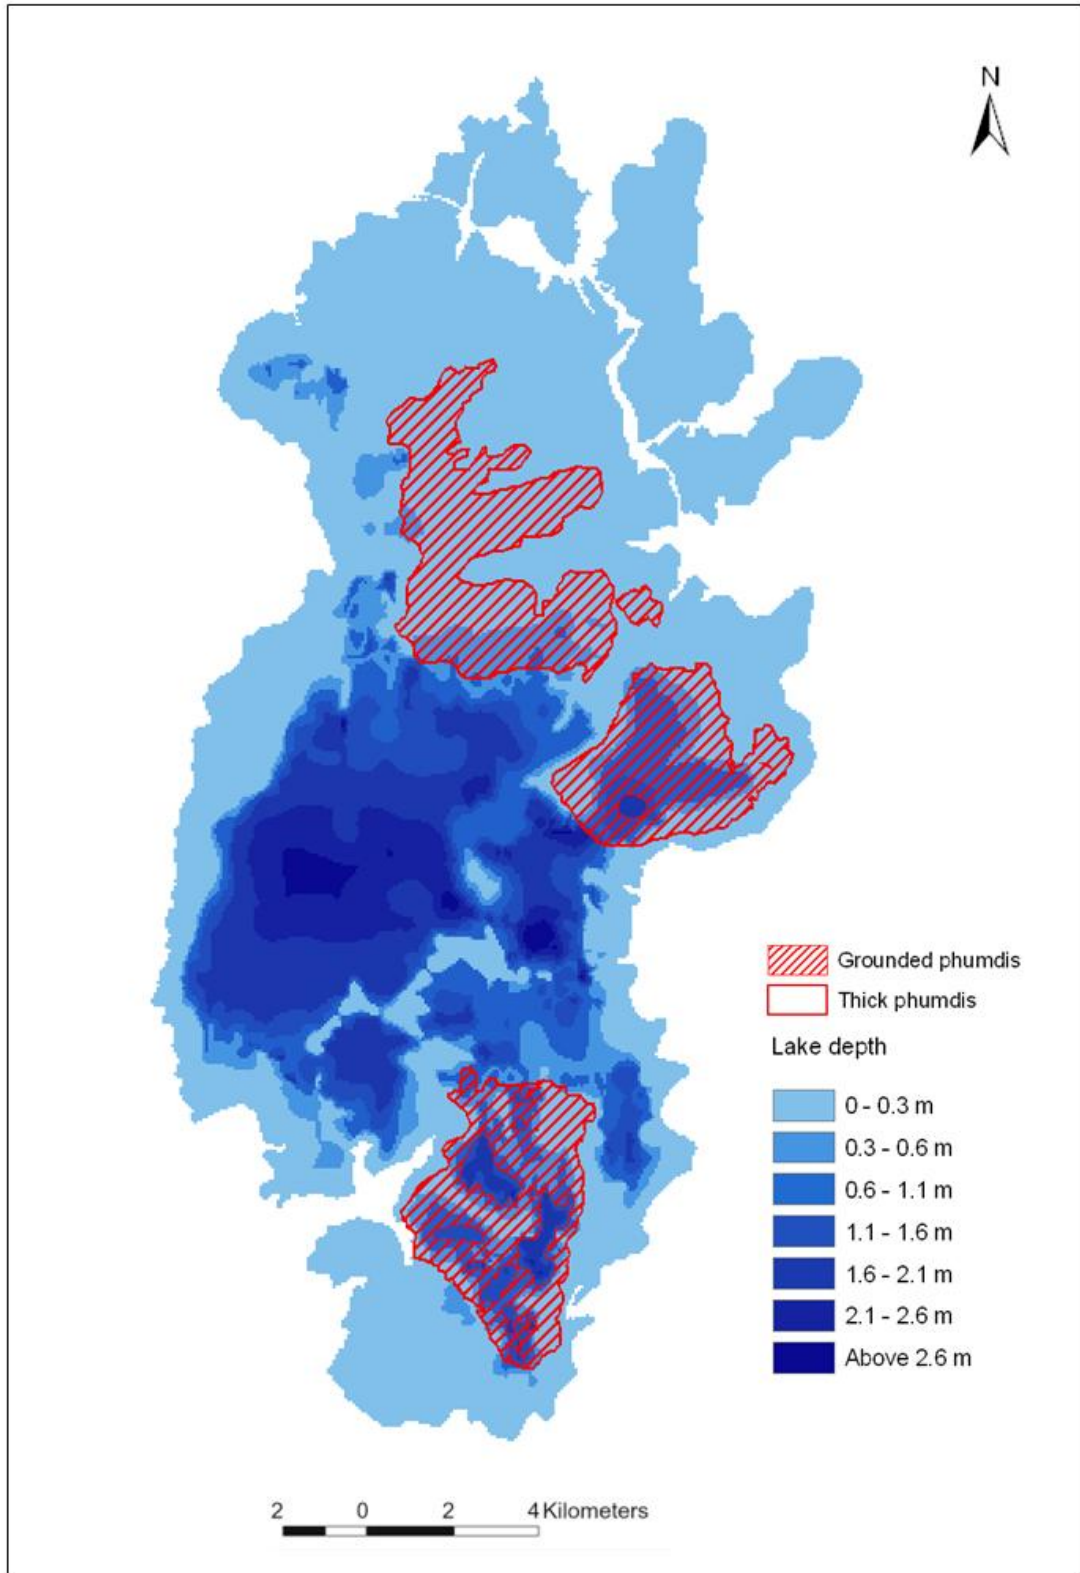 N
Grounded phumdis
Thick phumdis
Lake depth
0 - 0.3 m
0.3 - 0.6 m
0.6 - 1.1 m
1.1 - 1.6 m
1.6 - 2.1 m
2.1 - 2.6 m
Above 2.6 m
2 0 2 4 Kilometers